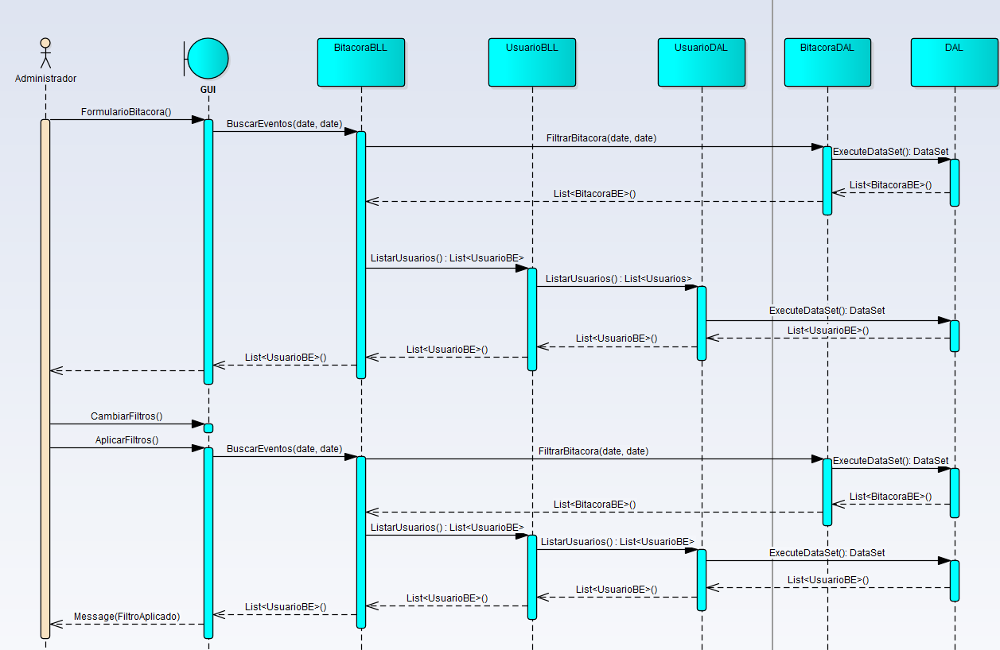 BitacoraBLL
UsuarioBLL
UsuarioDAL
BitacoraDAL
DAL
Administrador
GUI
FormularioBitacora()
BuscarEventos(date, date)
FiltrarBitacora(date, date)
ExecuteDataSet(): DataSet
List<BitacoraBE>()
List<BitacoraBE>()
ListarUsuarios() : List<UsuarioBE>
ListarUsuarios() : List<Usuarios>
ExecuteDataSet(): DataSet
List<UsuarioBE>()
List<UsuarioBE>()
List<UsuarioBE>()
List<UsuarioBE>()
CambiarFiltros()
AplicarFiltros()
BuscarEventos(date, date)
FiltrarBitacora(date, date)
ExecuteDataSet(): DataSet
List<BitacoraBE>()
List<BitacoraBE>()
ListarUsuarios() : List<UsuarioBE>
ListarUsuarios() : List<UsuarioBE>
ExecuteDataSet(): DataSet
List<UsuarioBE>()
List<UsuarioBE>()
List<UsuarioBE>()
List<UsuarioBE>()
Message(FiltroAplicado)